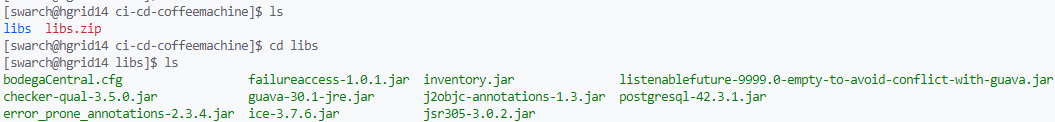 [swarch@hgrid14 ci-cd-coffeemachine]$ ls
libs  libs.zip
[swarch@hgrid14 ci-cd-coffeemachine]$ cd libs
[swarch@hgrid14 libs]$ ls
bodegaCentral.cfg  failureaccess-1.0.1.jar  inventory.jar  listenablefuture-9999.0-empty-to-avoid-conflict-with-guava.jar
checker-qual-3.5.0.jar  guava-30.1-jre.jar  j2objc-annotations-1.3.jar  postgresql-42.3.1.jar
error_prone_annotations-2.3.4.jar  ice-3.7.6.jar  jsr305-3.0.2.jar